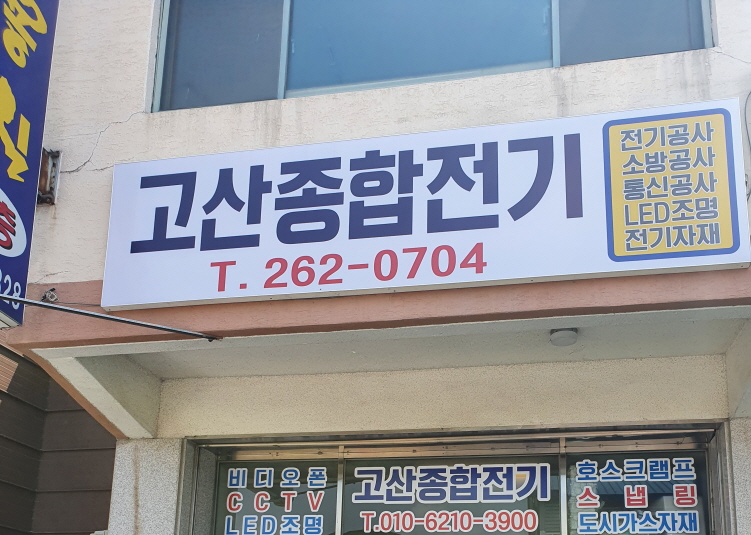 고산종합전기
T. 262-0704
전기공사
소방공사
통신공사
LED조명
전기자재
328
비디오폰
CCTV
LED조명
고산종합전기
T.010-6210-3900
호스크램프
스냅링
도시가스자재